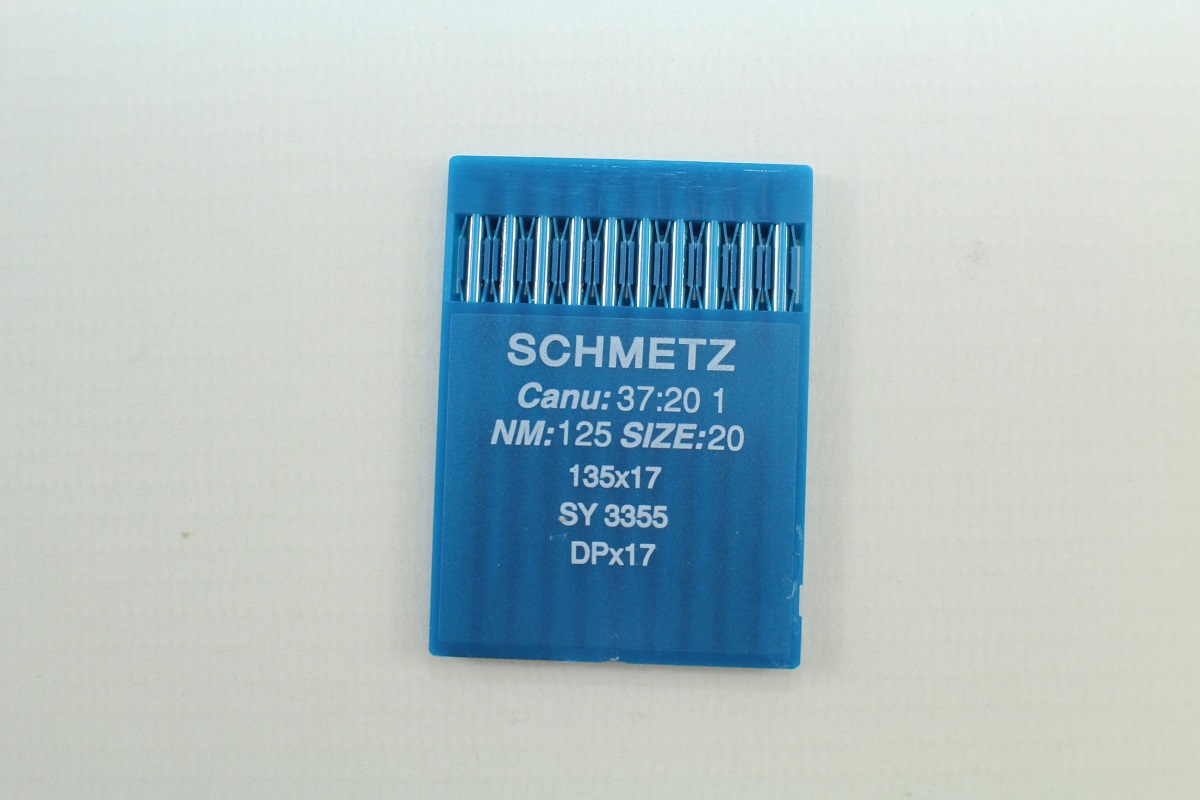 SCHMETZ
Canu: 37:20 1
NM: 125 SIZE: 20
135x17
SY 3355
DPx17